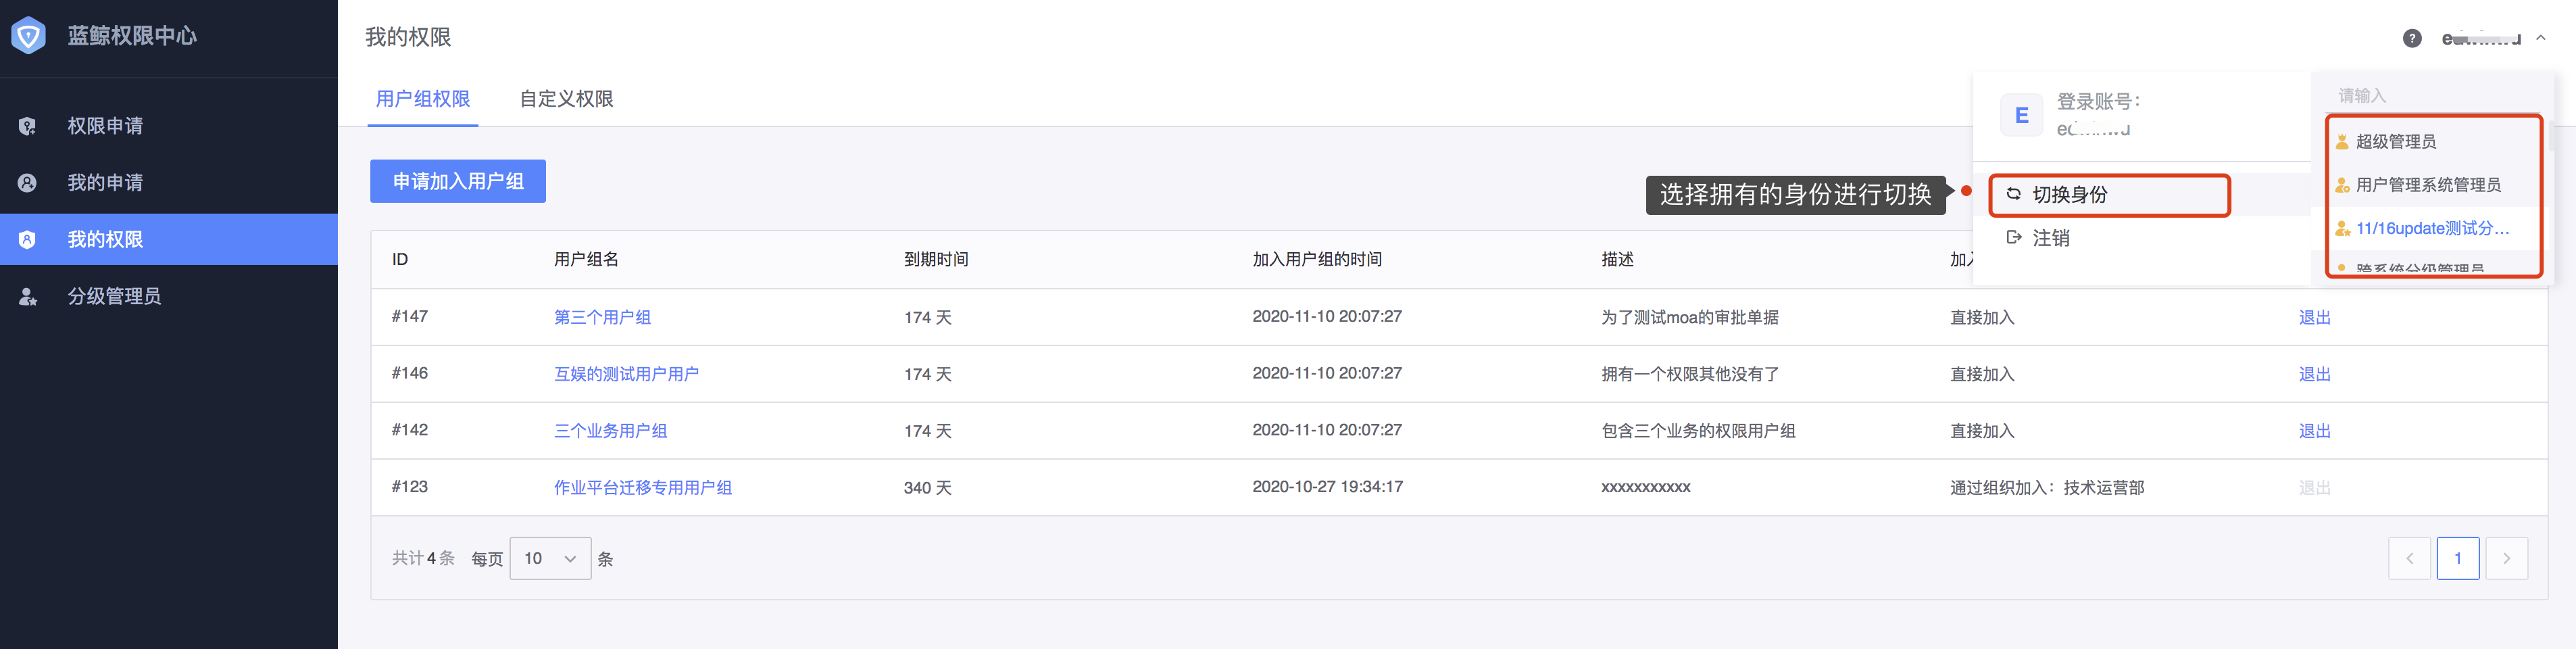 蓝鲸权限中心
权限申请
我的申请
我的权限
分级管理员
我的权限
用户组权限 自定义权限
申请加入用户组
登录账号：
切换身份
注销
选择拥有的身份进行切换
请输入
超级管理员
用户管理系统管理员
11/16update测试分...
跨系统分级管理员
ID 用户组名 到期时间 加入用户组的时间 描述 加入
#147 第三个用户组 174 天 2020-11-10 20:07:27 为了测试moa的审批单据 直接加入 退出
#146 互娱的测试用户用户 174 天 2020-11-10 20:07:27 拥有一个权限其他没有了 直接加入 退出
#142 三个业务用户组 174 天 2020-11-10 20:07:27 包含三个业务的权限用户组 直接加入 退出
#123 作业平台迁移专用用户组 340 天 2020-10-27 19:34:17 xxxxxxxxxxx 通过组织加入：技术运营部 退出
共计4条 每页 10 条
1
E